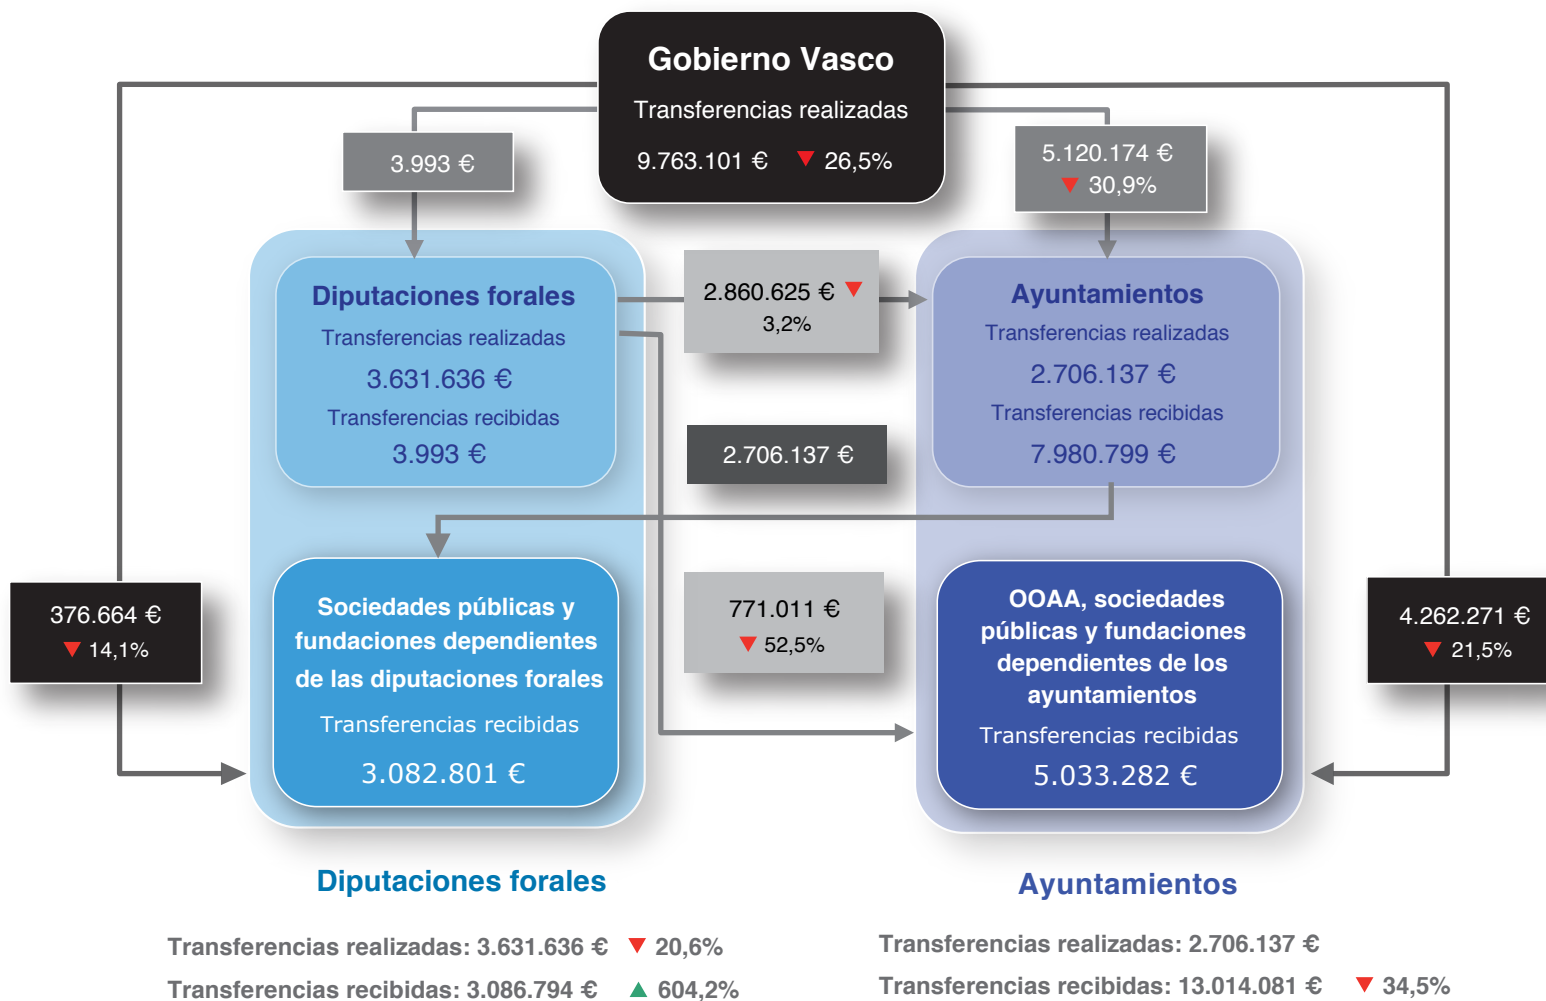 Gobierno Vasco
Transferencias realizadas
9.763.101 € ▼ 26,5%
3.993 €
5.120.174 €
▼ 30,9%
Diputaciones forales
Transferencias realizadas
3.631.636 €
Transferencias recibidas
3.993 €
2.860.625 € ▼
3,2%
Ayuntamientos
Transferencias realizadas
2.706.137 €
Transferencias recibidas
7.980.799 €
2.706.137 €
376.664 €
▼ 14,1%
Sociedades públicas y
fundaciones dependientes
de las diputaciones forales
Transferencias recibidas
3.082.801 €
771.011 €
▼ 52,5%
OOAA, sociedades
públicas y fundaciones
dependientes de los
ayuntamientos
Transferencias recibidas
5.033.282 €
4.262.271 €
▼ 21,5%
Diputaciones forales
Transferencias realizadas: 3.631.636 € ▼ 20,6%
Transferencias recibidas: 3.086.794 € ▲ 604,2%
Ayuntamientos
Transferencias realizadas: 2.706.137 €
Transferencias recibidas: 13.014.081 € ▼ 34,5%